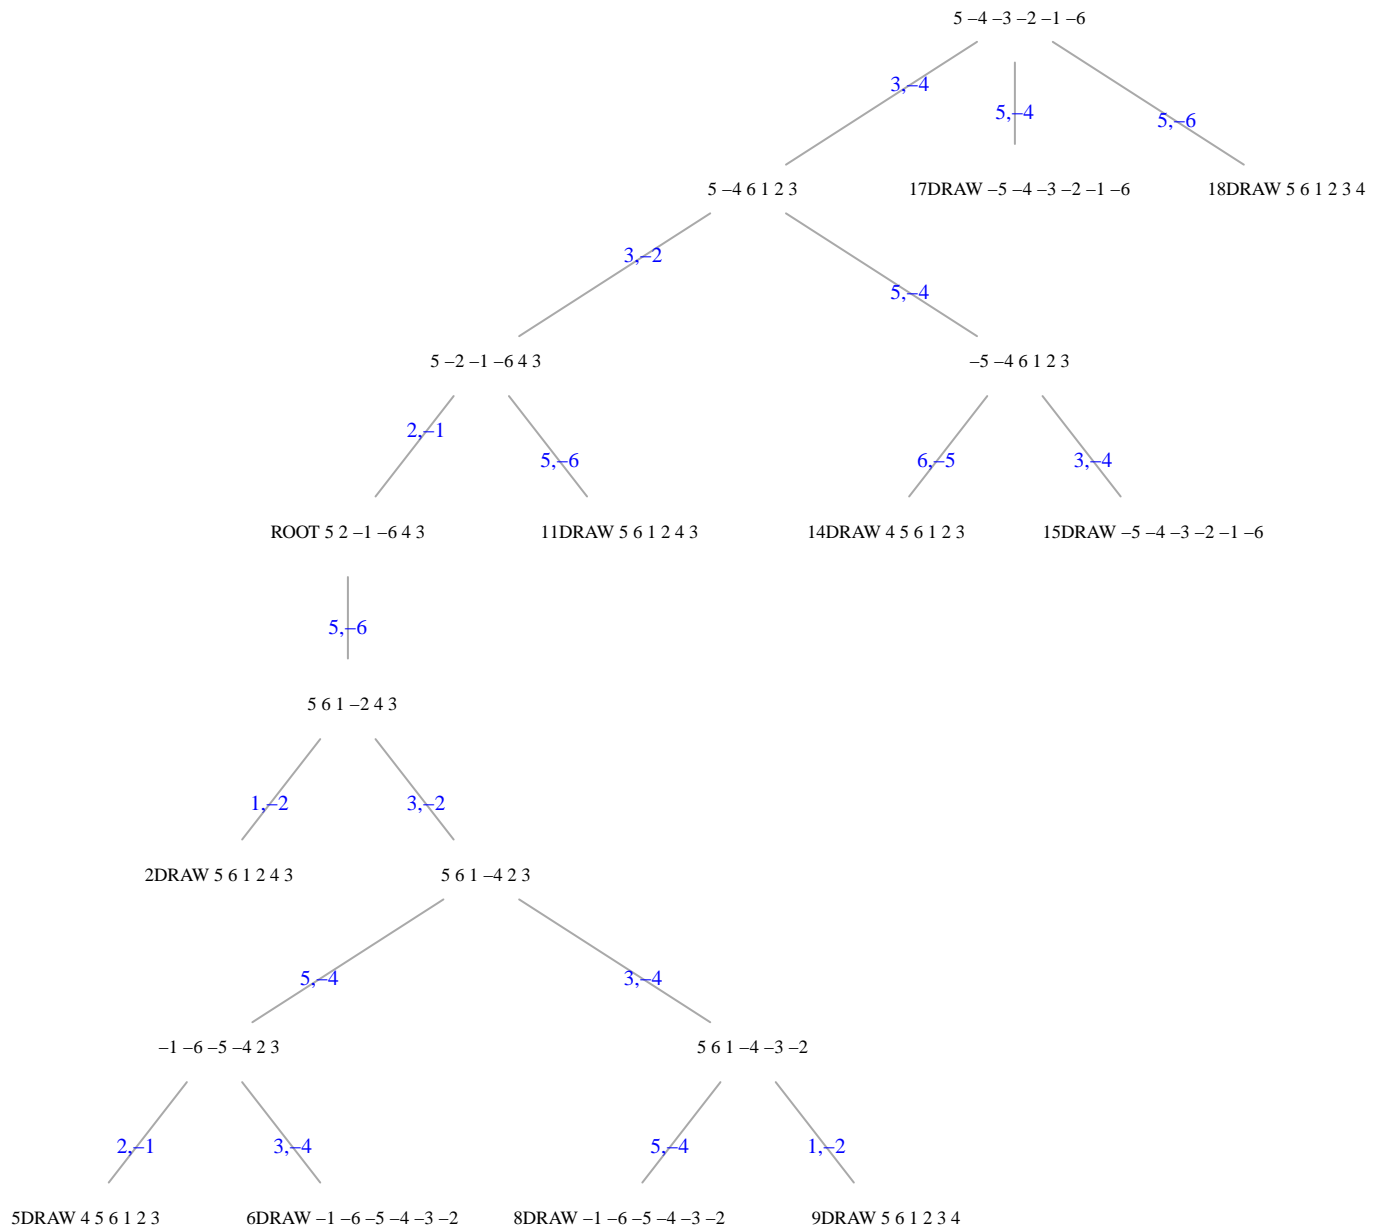 5 –4 –3 –2 –1 –6
3,–4
5,–4
5,–6
5 –4 6 1 2 3
17DRAW –5 –4 –3 –2 –1 –6
18DRAW 5 6 1 2 3 4
3,–2
5,–4
5 –2 –1 –6 4 3
–5 –4 6 1 2 3
2,–1
5,–6
6,–5
3,–4
ROOT 5 2 –1 –6 4 3
11DRAW 5 6 1 2 4 3
14DRAW 4 5 6 1 2 3
15DRAW –5 –4 –3 –2 –1 –6
5,–6
5 6 1 –2 4 3
1,–2
3,–2
2DRAW 5 6 1 2 4 3
5 6 1 –4 2 3
5,–4
3,–4
–1 –6 –5 –4 2 3
5 6 1 –4 –3 –2
2,–1
3,–4
5,–4
1,–2
5DRAW 4 5 6 1 2 3
6DRAW –1 –6 –5 –4 –3 –2
8DRAW –1 –6 –5 –4 –3 –2
9DRAW 5 6 1 2 3 4